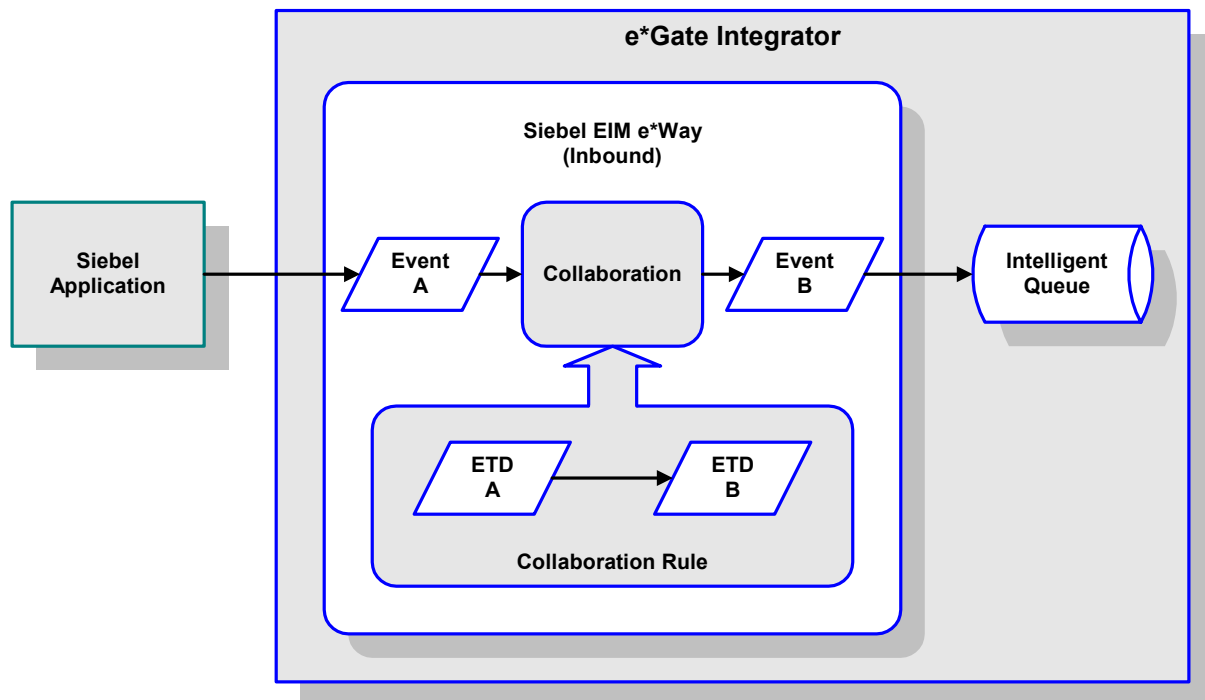 e*Gate Integrator
Siebel EIM e*Way
(Inbound)
Siebel
Application
Event
A
Collaboration
Event
B
Intelligent
Queue
ETD
A
ETD
B
Collaboration Rule